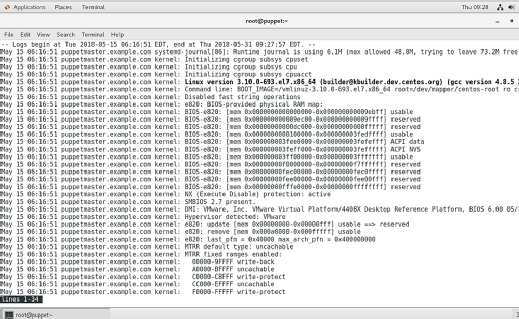 Applications Places Terminal Thu 09:28
root@puppet:~
File Edit View Search Terminal Help
-- Logs begin at Tue 2018-05-15 06:16:51 EDT, end at Thu 2018-05-31 09:27:57 EDT. --
May 15 06:16:51 puppetmaster.example.com systemd-journal[86]: Runtime journal is using 6.1M (max allowed 48.8M, trying to leave 73.2M free
May 15 06:16:51 puppetmaster.example.com kernel: Initializing cgroup subsys cpuset
May 15 06:16:51 puppetmaster.example.com kernel: Initializing cgroup subsys cpu
May 15 06:16:51 puppetmaster.example.com kernel: Initializing cgroup subsys cpuacct
May 15 06:16:51 puppetmaster.example.com kernel: Linux version 3.10.0-693.el7.x86_64 (builder@kbuilder.dev.centos.org) (gcc version 4.8.5
May 15 06:16:51 puppetmaster.example.com kernel: Command line: BOOT_IMAGE=/vmlinuz-3.10.0-693.el7.x86_64 root=/dev/mapper/centos-root ro
May 15 06:16:51 puppetmaster.example.com kernel: Disabled fast string operations
May 15 06:16:51 puppetmaster.example.com kernel: e820: BIOS-provided physical RAM map:
May 15 06:16:51 puppetmaster.example.com kernel: BIOS-e820: [mem 0x0000000000000000-0x000000000009ebff] usable
May 15 06:16:51 puppetmaster.example.com kernel: BIOS-e820: [mem 0x000000000009ec00-0x000000000009ffff] reserved
May 15 06:16:51 puppetmaster.example.com kernel: BIOS-e820: [mem 0x00000000000dc000-0x00000000000fffff] reserved
May 15 06:16:51 puppetmaster.example.com kernel: BIOS-e820: [mem 0x0000000000100000-0x000000003fedffff] usable
May 15 06:16:51 puppetmaster.example.com kernel: BIOS-e820: [mem 0x000000003fee0000-0x000000003fefefff] ACPI data
May 15 06:16:51 puppetmaster.example.com kernel: BIOS-e820: [mem 0x000000003feff000-0x000000003fefffff] ACPI NVS
May 15 06:16:51 puppetmaster.example.com kernel: BIOS-e820: [mem 0x000000003ff00000-0x000000003fffffff] usable
May 15 06:16:51 puppetmaster.example.com kernel: BIOS-e820: [mem 0x00000000f0000000-0x00000000f7ffffff] reserved
May 15 06:16:51 puppetmaster.example.com kernel: BIOS-e820: [mem 0x00000000fec00000-0x00000000fec0ffff] reserved
May 15 06:16:51 puppetmaster.example.com kernel: BIOS-e820: [mem 0x00000000fee00000-0x00000000fee00fff] reserved
May 15 06:16:51 puppetmaster.example.com kernel: BIOS-e820: [mem 0x00000000fffe0000-0x00000000ffffffff] reserved
May 15 06:16:51 puppetmaster.example.com kernel: NX (Execute Disable) protection: active
May 15 06:16:51 puppetmaster.example.com kernel: SMBIOS 2.7 present.
May 15 06:16:51 puppetmaster.example.com kernel: DMI: VMware, Inc. VMware Virtual Platform/440BX Desktop Reference Platform, BIOS 6.00 05/
May 15 06:16:51 puppetmaster.example.com kernel: Hypervisor detected: VMware
May 15 06:16:51 puppetmaster.example.com kernel: e820: update [mem 0x00000000-0x00000fff] usable ==> reserved
May 15 06:16:51 puppetmaster.example.com kernel: e820: remove [mem 0x000a0000-0x000fffff] usable
May 15 06:16:51 puppetmaster.example.com kernel: e820: last_pfn = 0x40000 max_arch_pfn = 0x400000000
May 15 06:16:51 puppetmaster.example.com kernel: MTRR default type: uncachable
May 15 06:16:51 puppetmaster.example.com kernel: MTRR fixed ranges enabled:
May 15 06:16:51 puppetmaster.example.com kernel: 00000-9FFFF write-back
May 15 06:16:51 puppetmaster.example.com kernel: A0000-BFFFF uncachable
May 15 06:16:51 puppetmaster.example.com kernel: C0000-CBFFF write-protect
May 15 06:16:51 puppetmaster.example.com kernel: CC000-EFFFF uncachable
May 15 06:16:51 puppetmaster.example.com kernel: F0000-FFFFF write-protect
lines 1-34
root@puppet:~